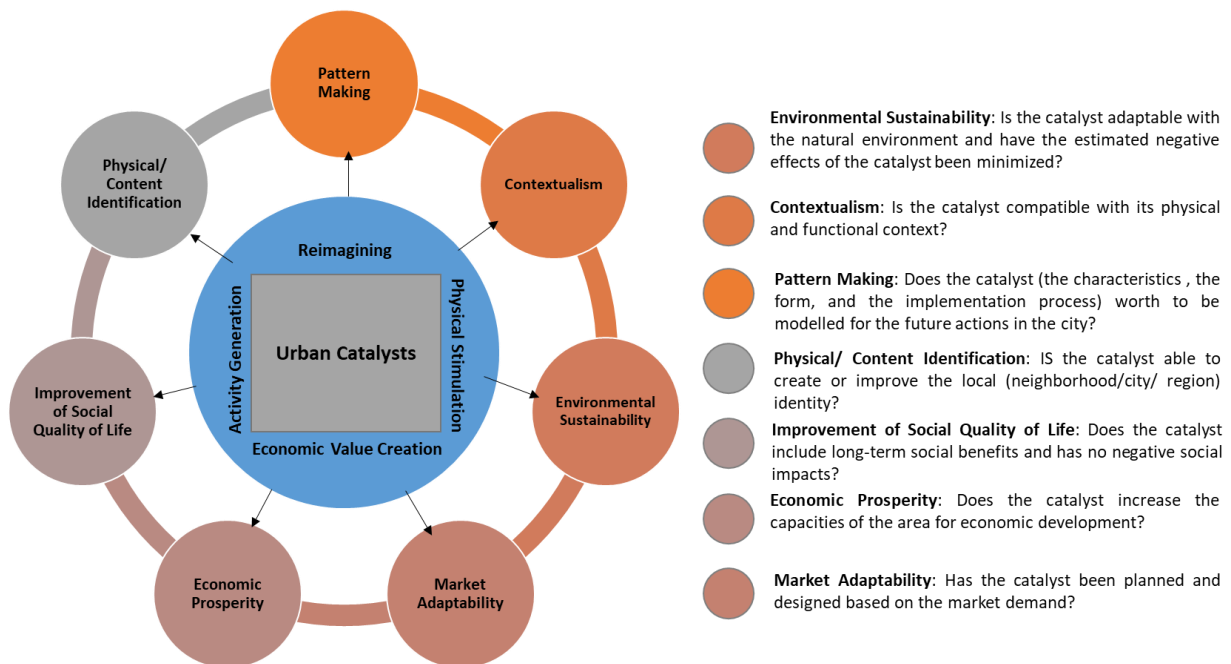 Pattern
Making
Physical/
Content
Identification
Contextualism
Reimagining
Activity Generation
Urban Catalysts
Physical Stimulation
Economic Value Creation
Improvement
of Social
Quality of Life
Environmental
Sustainability
Economic
Prosperity
Market
Adaptability
Environmental Sustainability: Is the catalyst adaptable with
the natural environment and have the estimated negative
effects of the catalyst been minimized?
Contextualism: Is the catalyst compatible with its physical
and functional context?
Pattern Making: Does the catalyst (the characteristics , the
form, and the implementation process) worth to be
modelled for the future actions in the city?
Physical/ Content Identification: IS the catalyst able to
create or improve the local (neighborhood/city/ region)
identity?
Improvement of Social Quality of Life: Does the catalyst
include long-term social benefits and has no negative social
impacts?
Economic Prosperity: Does the catalyst increase the
capacities of the area for economic development?
Market Adaptability: Has the catalyst been planned and
designed based on the market demand?